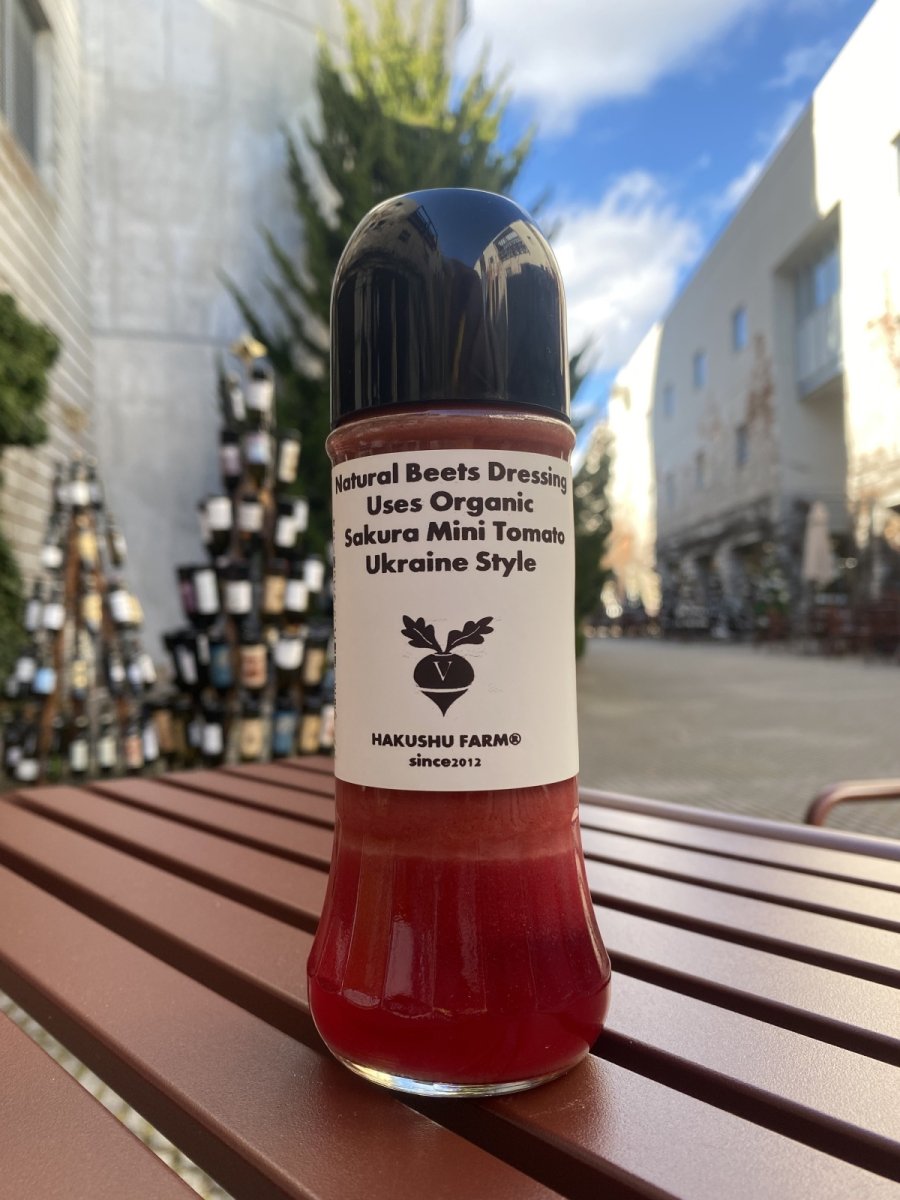 Natural Beets Dressing
Uses Organic
Sakura Mini Tomato
Ukraine Style
V
HAKUSHU FARM®
since2012